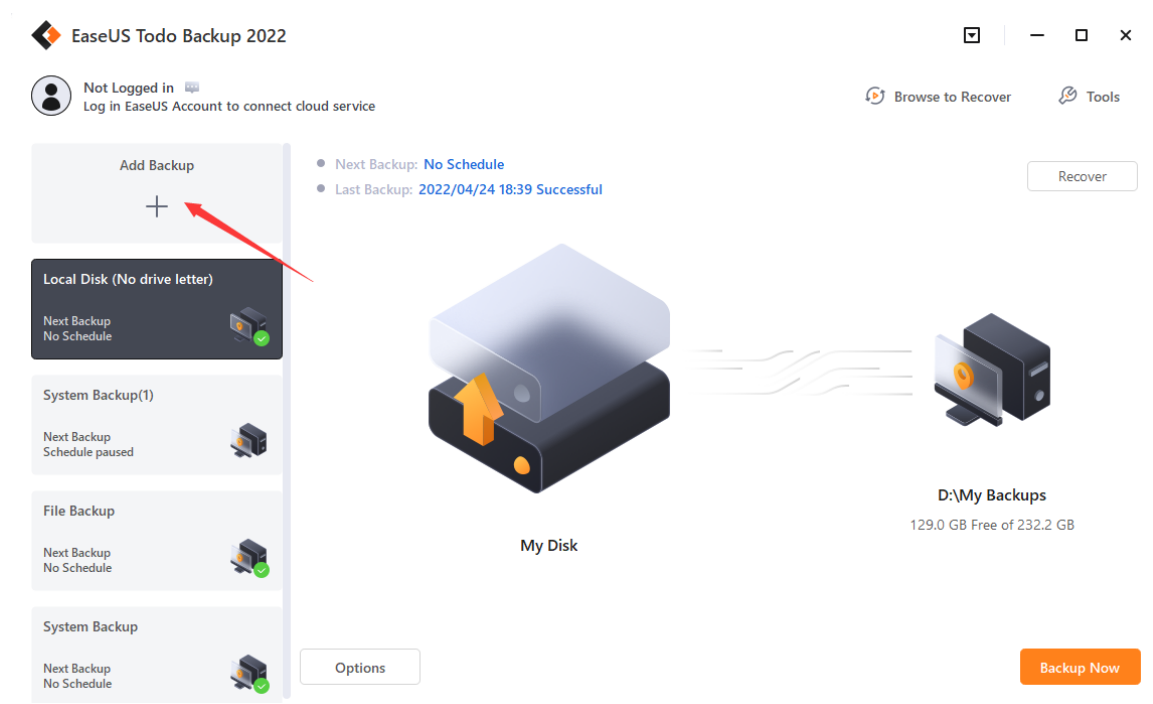 EaseUS Todo Backup 2022
Not Logged in
Log in EaseUS Account to connect cloud service
Browse to Recover
Tools
Add Backup
Next Backup: No Schedule
Last Backup: 2022/04/24 18:39 Successful
Recover
Local Disk (No drive letter)
Next Backup
No Schedule
System Backup(1)
Next Backup
Schedule paused
File Backup
Next Backup
No Schedule
System Backup
Next Backup
No Schedule
My Disk
D:\My Backups
129.0 GB Free of 232.2 GB
Options
Backup Now